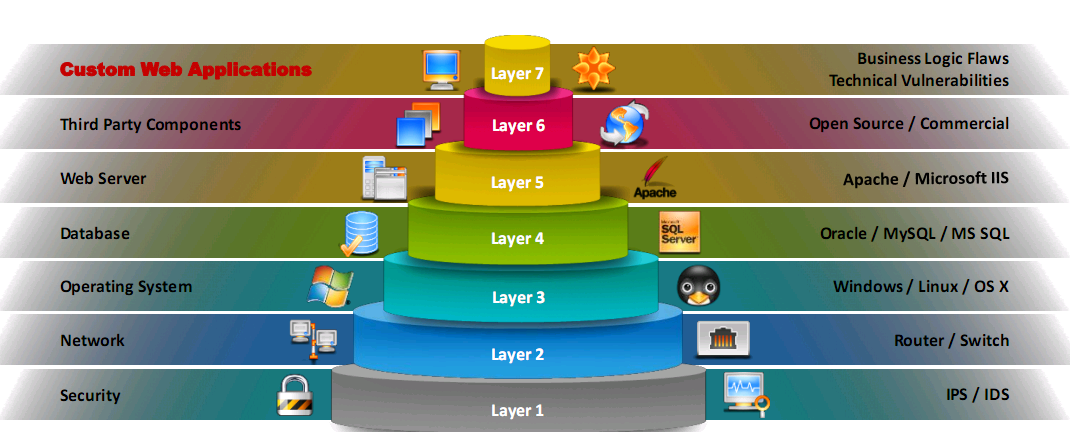 Custom Web Applications
Layer 7
Business Logic Flaws
Technical Vulnerabilities
Third Party Components
Layer 6
Open Source / Commercial
Web Server
Layer 5
Apache
Apache / Microsoft IIS
Database
Layer 4
Microsoft
SQL
Server
Oracle / MySQL / MS SQL
Operating System
Layer 3
Windows / Linux / OS X
Network
Layer 2
Router / Switch
Security
Layer 1
IPS / IDS